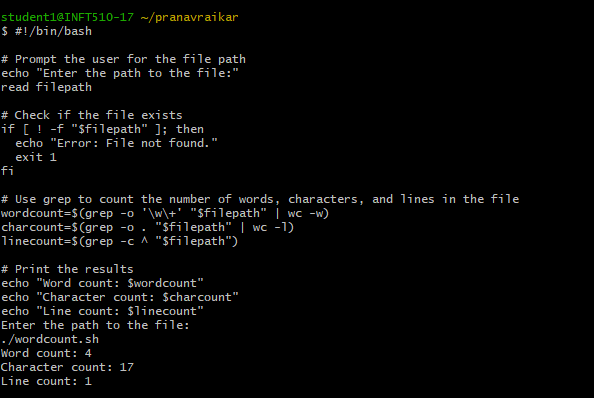 student1@INFT510-17 ~/pranavraikar
$ #!/bin/bash
# Prompt the user for the file path
echo "Enter the path to the file:"
read filepath
# Check if the file exists
if [ ! -f "$filepath" ]; then
  echo "Error: File not found."
  exit 1
fi
# Use grep to count the number of words, characters, and lines in the file
wordcount=$(grep -o '\w\+' "$filepath" | wc -w)
charcount=$(grep -o . "$filepath" | wc -l)
linecount=$(grep -c ^ "$filepath")
# Print the results
echo "Word count: $wordcount"
echo "Character count: $charcount"
echo "Line count: $linecount"
Enter the path to the file:
./wordcount.sh
Word count: 4
Character count: 17
Line count: 1